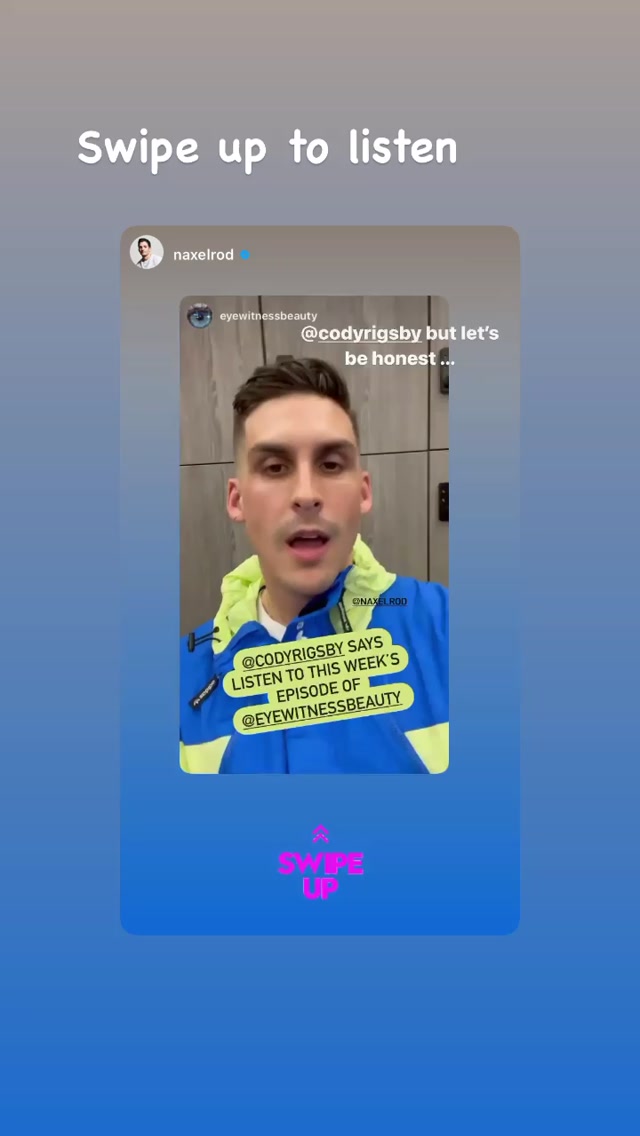 Swipe up to listen
naxelrod
eyewitnessbeauty
@codyrigsby but let's
be honest ...
@NAXELROD
@CODYRIGSBY SAYS
LISTEN TO THIS WEEK'S
EPISODE OF
@EYEWITNESSBEAUTY
SWIPE
UP